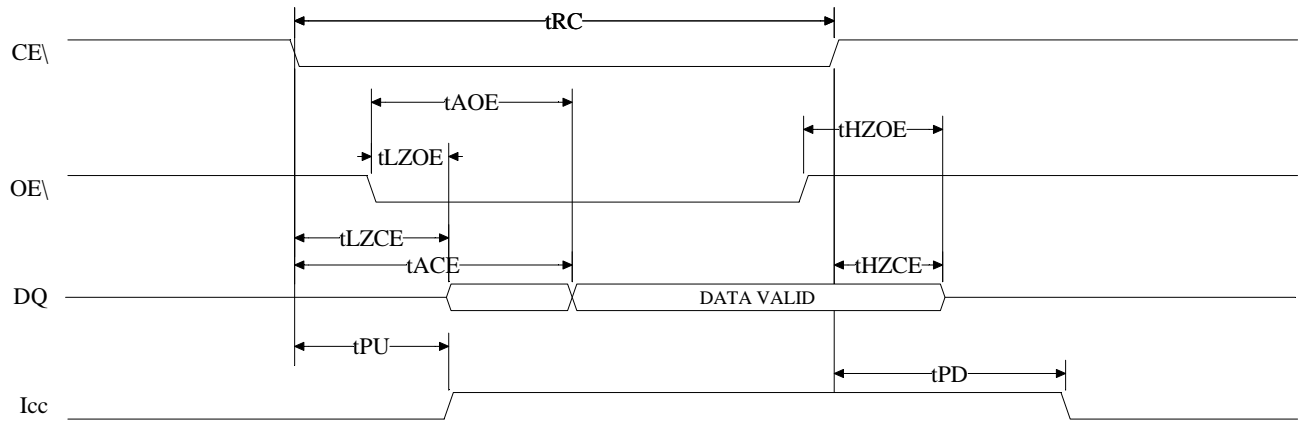 tRC
CE\
tAOE
tHZOE
tLZOE
OE\
tLZCE
tACE
tHZCE
DQ
DATA VALID
tPU
tPD
Icc